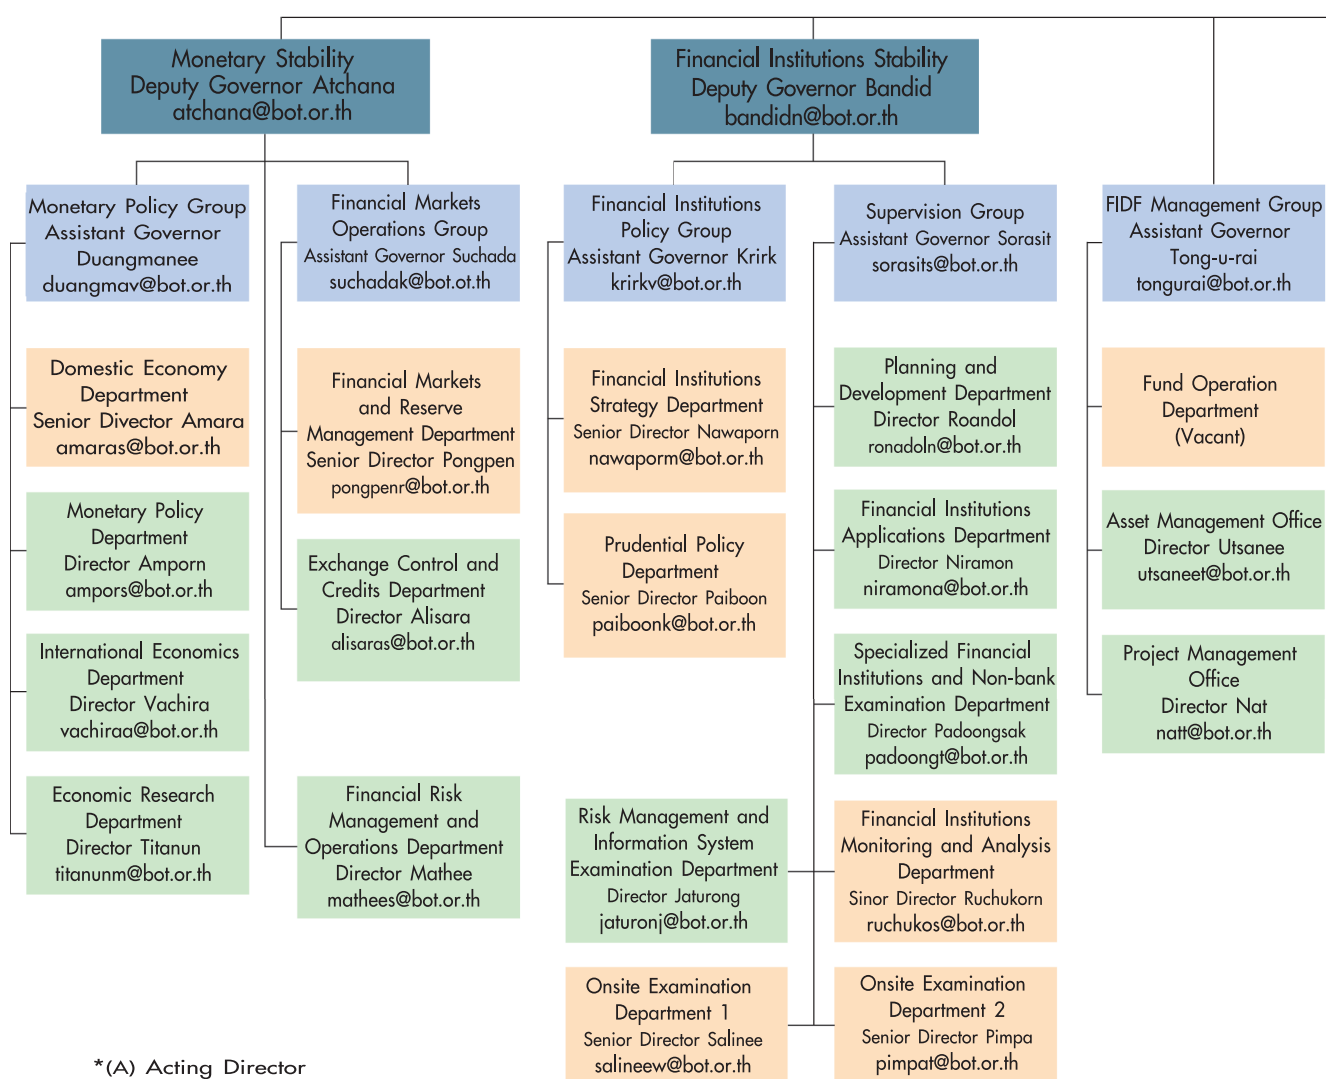 Monetary Stability
Deputy Governor Atchana
atchana@bot.or.th
Financial Institutions Stability
Deputy Governor Bandid
bandidn@bot.or.th
Monetary Policy Group
Assistant Governor
Duangmanee
duangmav@bot.or.th
Financial Markets
Operations Group
Assistant Governor Suchada
suchadak@bot.ot.th
Financial Institutions
Policy Group
Assistant Governor Krirk
krirkv@bot.or.th
Supervision Group
Assistant Governor Sorasit
sorasits@bot.or.th
FIDF Management Group
Assistant Governor
Tong-u-rai
tongurai@bot.or.th
Domestic Economy
Department
Senior Divector Amara
amaras@bot.or.th
Financial Markets
and Reserve
Management Department
Senior Director Pongpen
pongpenr@bot.or.th
Financial Institutions
Strategy Department
Senior Director Nawaporn
nawaporm@bot.or.th
Planning and
Development Department
Director Roandol
ronadoln@bot.or.th
Fund Operation
Department
(Vacant)
Monetary Policy
Department
Director Amporn
ampors@bot.or.th
Exchange Control and
Credits Department
Director Alisara
alisaras@bot.or.th
Prudential Policy
Department
Senior Director Paiboon
paiboonk@bot.or.th
Financial Institutions
Applications Department
Director Niramon
niramona@bot.or.th
Asset Management Office
Director Utsanee
utsaneet@bot.or.th
International Economics
Department
Director Vachira
vachiraa@bot.or.th
Specialized Financial
Institutions and Non-bank
Examination Department
Director Padoongsak
padoongt@bot.or.th
Project Management
Office
Director Nat
natt@bot.or.th
Economic Research
Department
Director Titanun
titanunm@bot.or.th
Financial Risk
Management and
Operations Department
Director Mathee
mathees@bot.or.th
Risk Management and
Information System
Examination Department
Director Jaturong
jaturonj@bot.or.th
Financial Institutions
Monitoring and Analysis
Department
Sinor Director Ruchukorn
ruchukos@bot.or.th
Onsite Examination
Department 1
Senior Director Salinee
salineew@bot.or.th
Onsite Examination
Department 2
Senior Director Pimpa
pimpat@bot.or.th
*(A) Acting Director